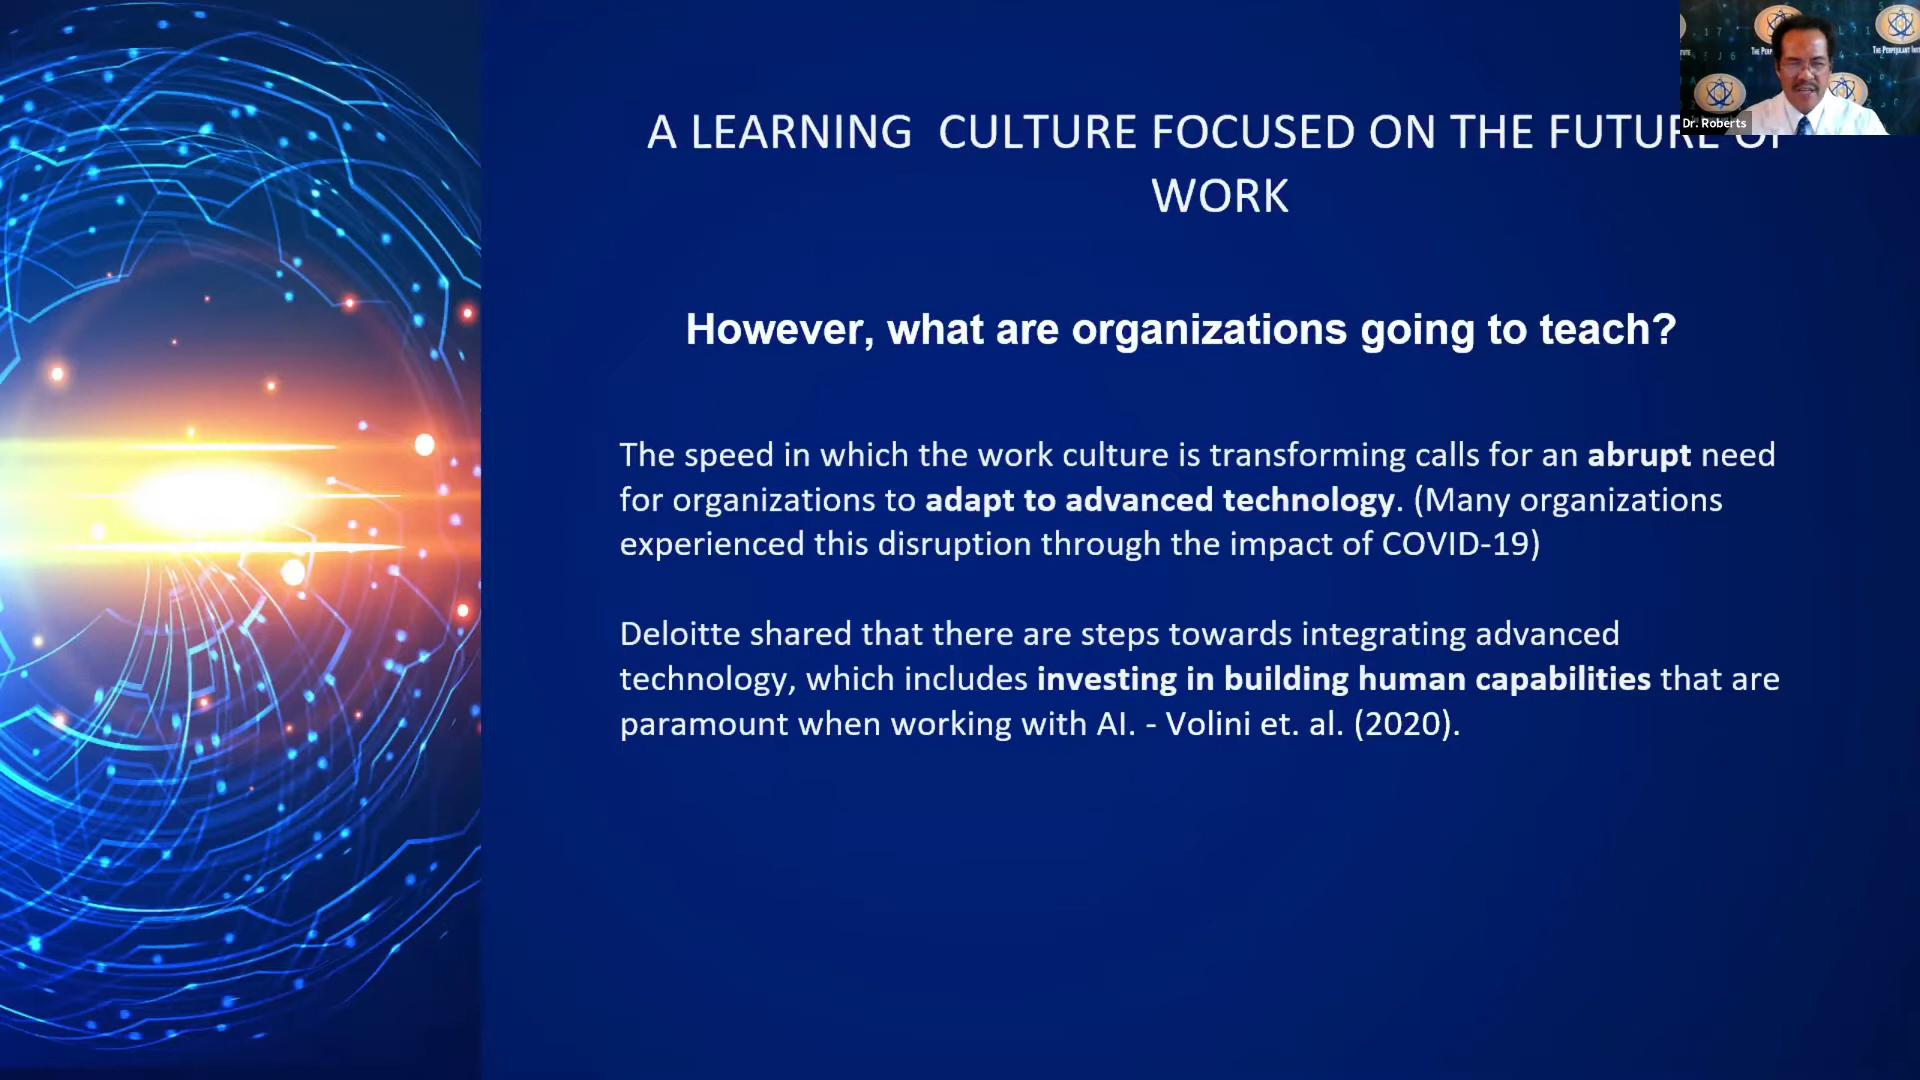 A LEARNING  CULTURE FOCUSED ON THE FUTURE OF
WORK
However, what are organizations going to teach?
The speed in which the work culture is transforming calls for an abrupt need
for organizations to adapt to advanced technology. (Many organizations
experienced this disruption through the impact of COVID-19)
Deloitte shared that there are steps towards integrating advanced
technology, which includes investing in building human capabilities that are
paramount when working with AI. - Volini et. al. (2020).
Dr. Roberts